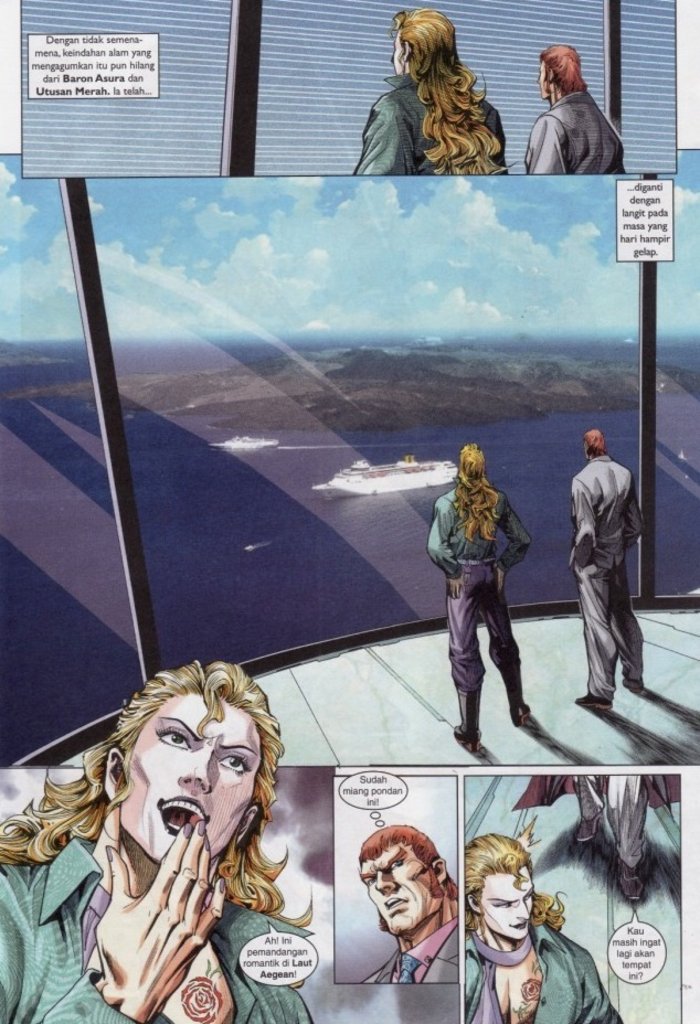 Dengan tidak semena-
mena, keindahan alam yang
mengagumkan itu pun hilang
dari Baron Asura dan
Utusan Merah. Ia telah...
...diganti
dengan
langit pada
masa yang
hari hampir
gelap.
Ah! Ini
pemandangan
romantik di Laut
Aegean!
Sudah
miang pondan
ini!
Kau
masih ingat
lagi akan
tempat
ini?